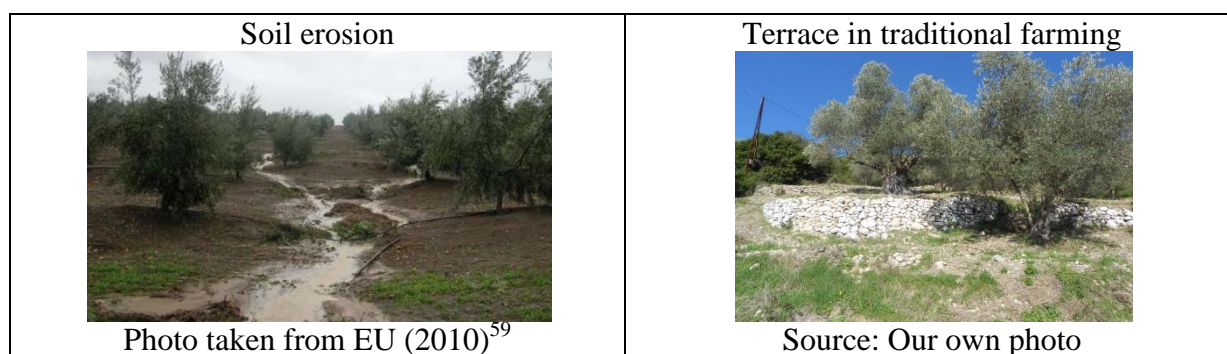 Soil erosion
Photo taken from EU (2010)59
Terrace in traditional farming
Source: Our own photo